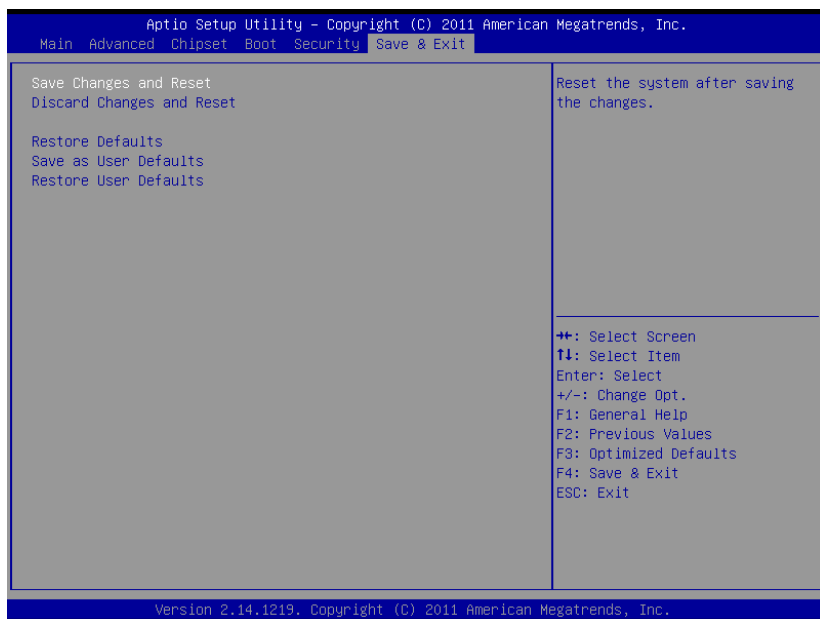 Aptio Setup Utility – Copyright (C) 2011 American Megatrends, Inc.
Main Advanced Chipset Boot Security Save & Exit
Save Changes and Reset
Discard Changes and Reset
Restore Defaults
Save as User Defaults
Restore User Defaults
Reset the system after saving
the changes.
→←: Select Screen
↑↓: Select Item
Enter: Select
+/-: Change Opt.
F1: General Help
F2: Previous Values
F3: Optimized Defaults
F4: Save & Exit
ESC: Exit
Version 2.14.1219. Copyright (C) 2011 American Megatrends, Inc.